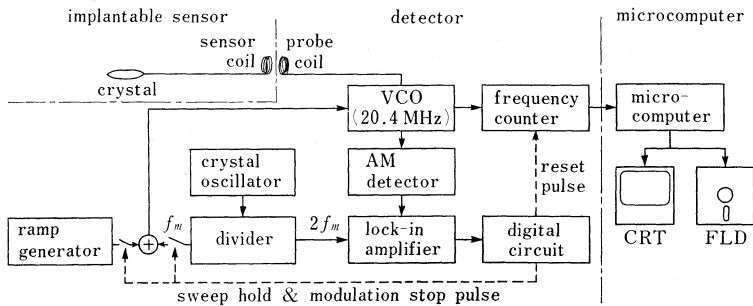 implantable sensor
detector
microcomputer
sensor
coil
probe
coil
crystal
VCO
(20.4 MHz)
frequency
counter
micro-
computer
crystal
oscillator
AM
detector
reset
pulse
ramp
generator
+
fm
divider
2fm
lock-in
amplifier
digital
circuit
CRT
FLD
sweep hold & modulation stop pulse